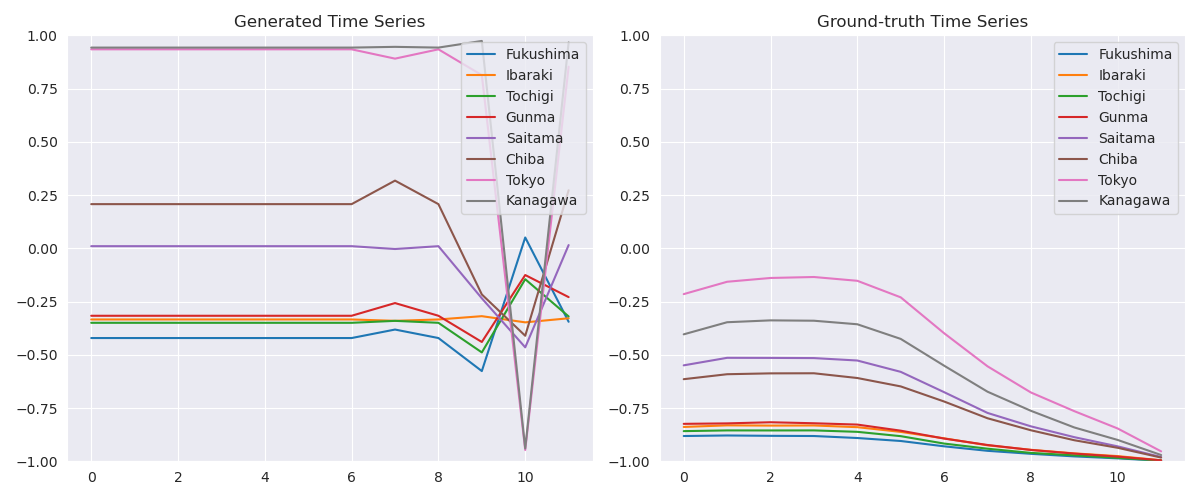 Generated Time Series
1.00
0.75
0.50
0.25
0.00
−0.25
−0.50
−0.75
−1.00
0 2 4 6 8 10
Fukushima
Ibaraki
Tochigi
Gunma
Saitama
Chiba
Tokyo
Kanagawa
Ground-truth Time Series
1.00
0.75
0.50
0.25
0.00
−0.25
−0.50
−0.75
−1.00
0 2 4 6 8 10
Fukushima
Ibaraki
Tochigi
Gunma
Saitama
Chiba
Tokyo
Kanagawa